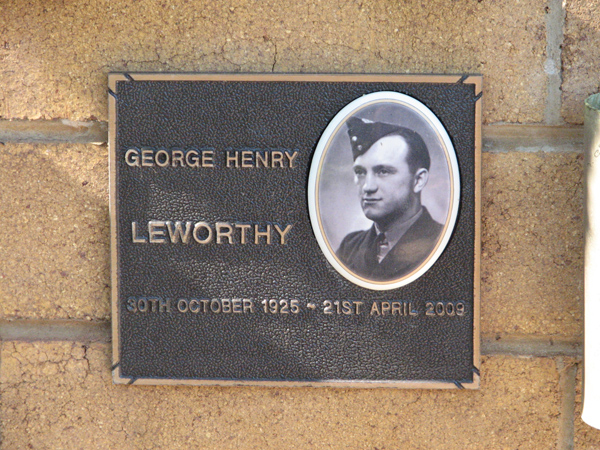 GEORGE HENRY
LEWORTHY
30TH OCTOBER 1925 ~ 21ST APRIL 2009